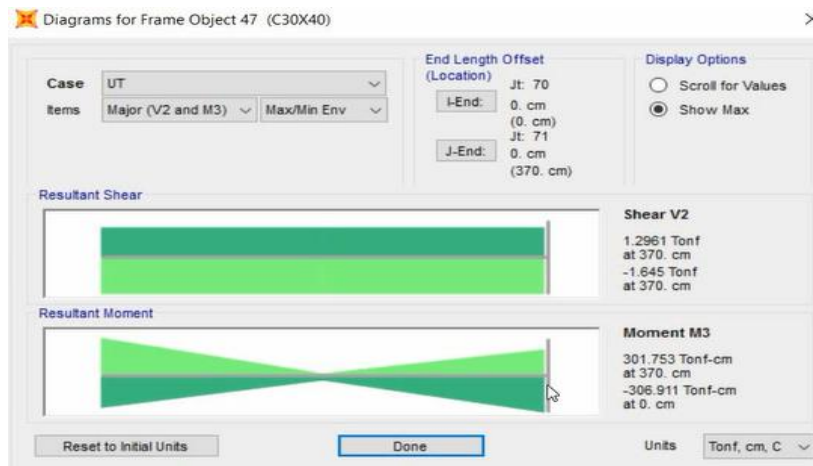 Diagrams for Frame Object 47 (C30X40)
Case UT
Items Major (V2 and M3) Max/Min Env
End Length Offset
(Location)
Jt: 70
I-End: 0. cm
(0. cm)
Jt: 71
J-End: 0. cm
(370. cm)
Display Options
Scroll for Values
Show Max
Resultant Shear
Shear V2
1.2961 Tonf
at 370. cm
-1.645 Tonf
at 370. cm
Resultant Moment
Moment M3
301.753 Tonf-cm
at 370. cm
-306.911 Tonf-cm
at 0. cm
Reset to Initial Units Done Units Tonf, cm, C